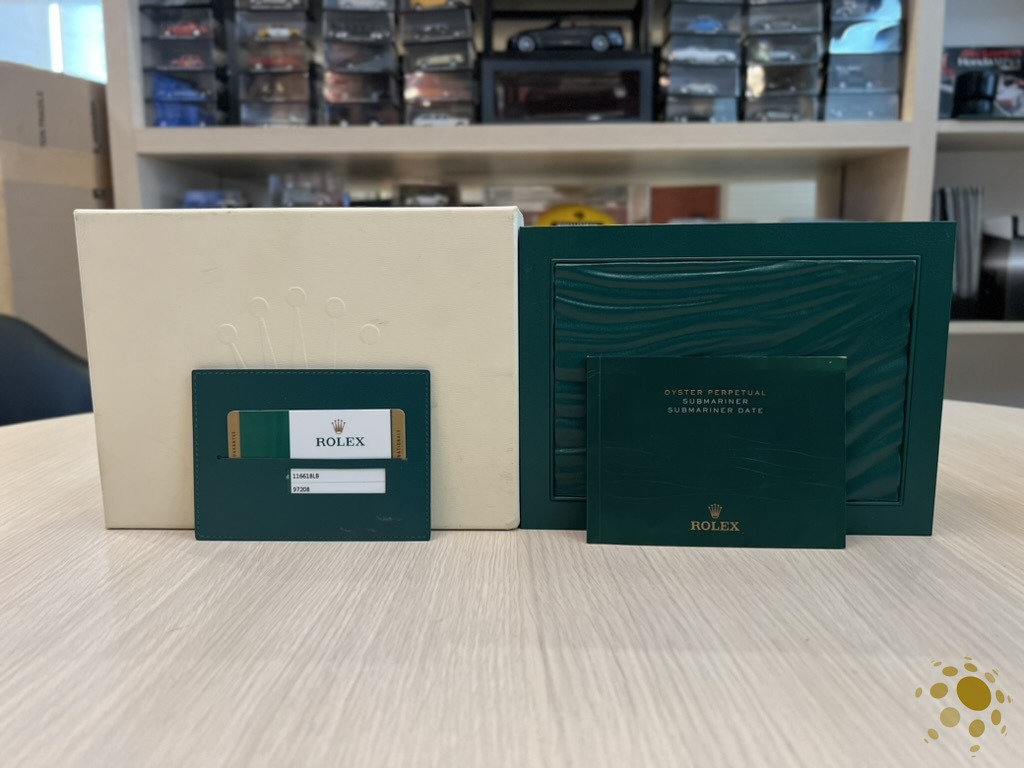 ROLEX
116618LB
97208
OYSTER PERPETUAL
SUBMARINER
SUBMARINER DATE
ROLEX